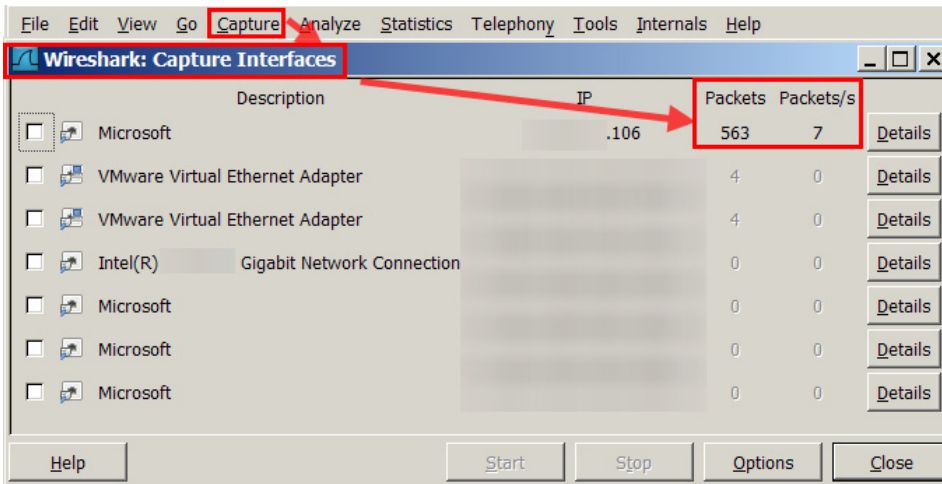 File Edit View Go Capture Analyze Statistics Telephony Tools Internals Help
Wireshark: Capture Interfaces
Description IP Packets Packets/s
Microsoft .106 563 7 Details
VMware Virtual Ethernet Adapter 4 0 Details
VMware Virtual Ethernet Adapter 4 0 Details
Intel(R) Gigabit Network Connection 0 0 Details
Microsoft 0 0 Details
Microsoft 0 0 Details
Microsoft 0 0 Details
Help Start Stop Options Close